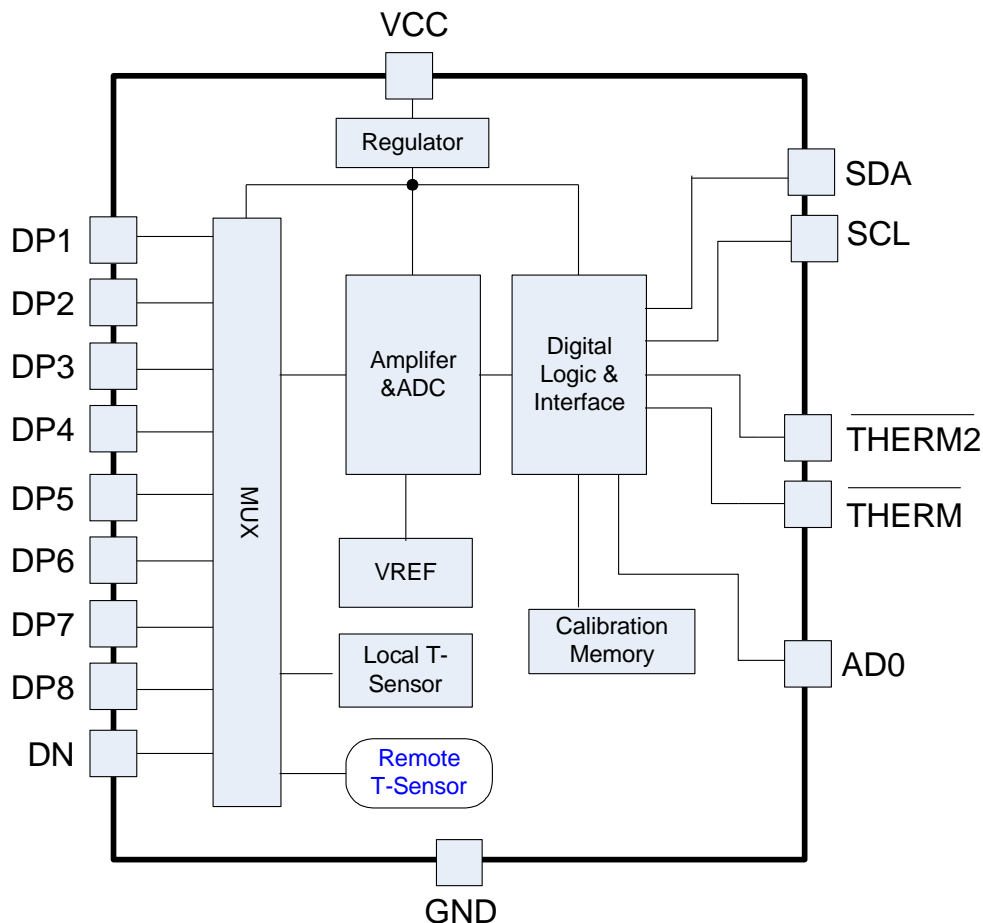 VCC
Regulator
SDA
SCL
DP1
DP2
DP3
DP4
DP5
DP6
DP7
DP8
DN
MUX
Amplifer
&ADC
Digital
Logic &
Interface
THERM2
THERM
VREF
Calibration
Memory
Local T-
Sensor
AD0
Remote
T-Sensor
GND